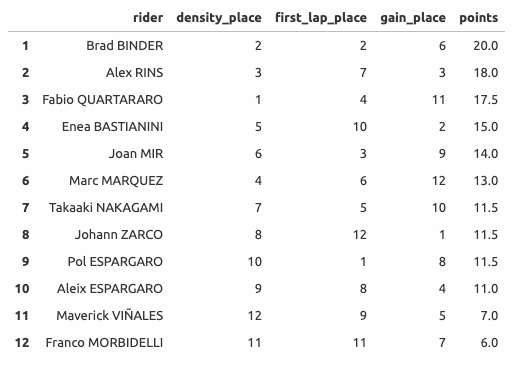 rider density_place first_lap_place gain_place points
1 Brad BINDER 2 2 6 20.0
2 Alex RINS 3 7 3 18.0
3 Fabio QUARTARARO 1 4 11 17.5
4 Enea BASTIANINI 5 10 2 15.0
5 Joan MIR 6 3 9 14.0
6 Marc MARQUEZ 4 6 12 13.0
7 Takaaki NAKAGAMI 7 5 10 11.5
8 Johann ZARCO 8 12 1 11.5
9 Pol ESPARGARO 10 1 8 11.5
10 Aleix ESPARGARO 9 8 4 11.0
11 Maverick VIÑALES 12 9 5 7.0
12 Franco MORBIDELLI 11 11 7 6.0